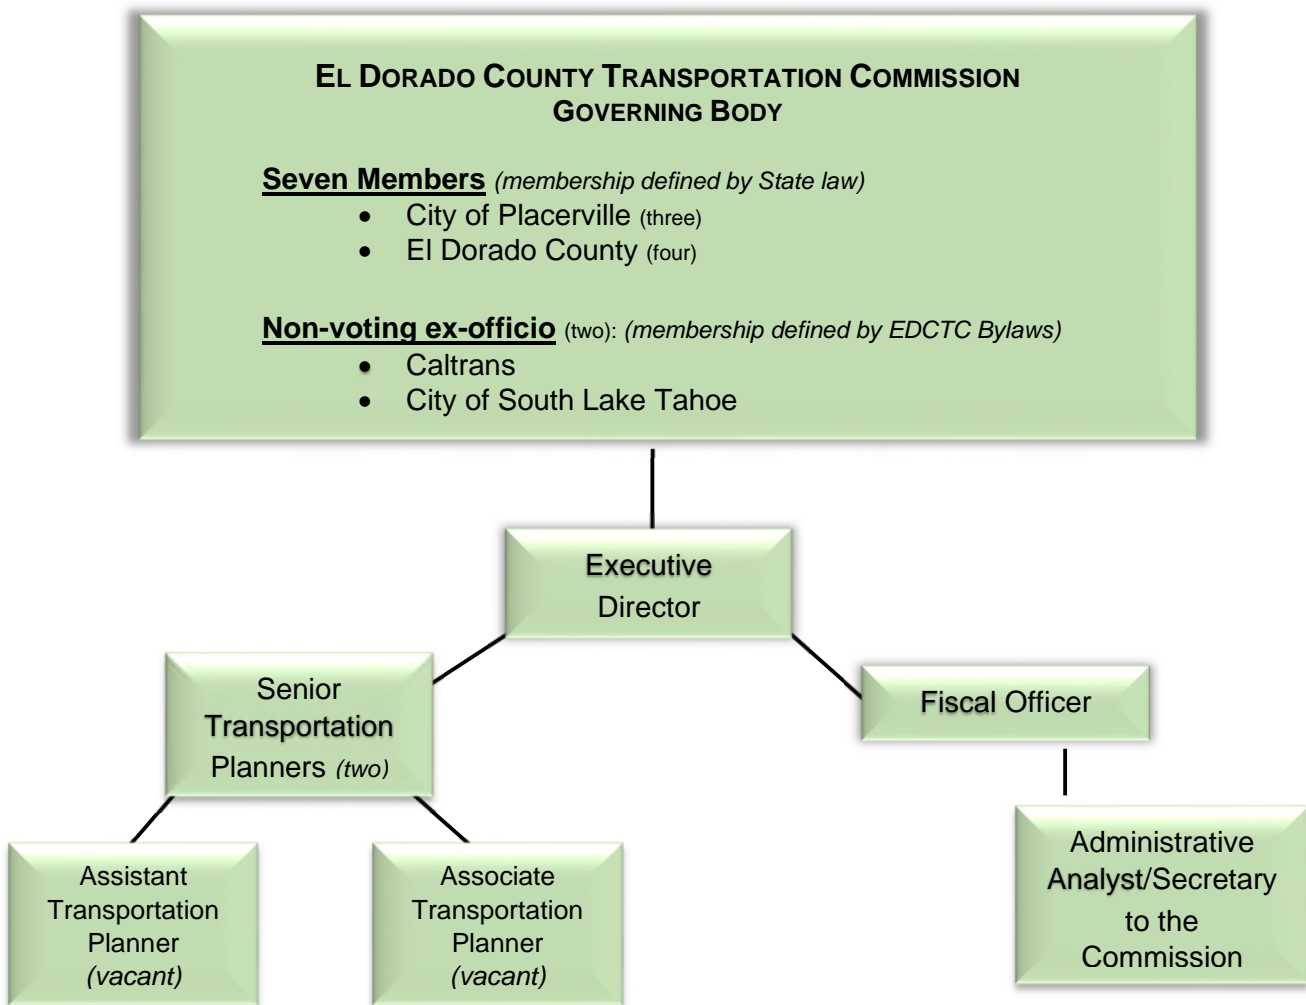 EL DORADO COUNTY TRANSPORTATION COMMISSION
GOVERNING BODY
Seven Members (membership defined by State law)
• City of Placerville (three)
• El Dorado County (four)
Non-voting ex-officio (two): (membership defined by EDCTC Bylaws)
• Caltrans
• City of South Lake Tahoe
Executive
Director
Senior
Transportation
Planners (two)
Fiscal Officer
Assistant
Transportation
Planner
(vacant)
Associate
Transportation
Planner
(vacant)
Administrative
Analyst/Secretary
to the
Commission